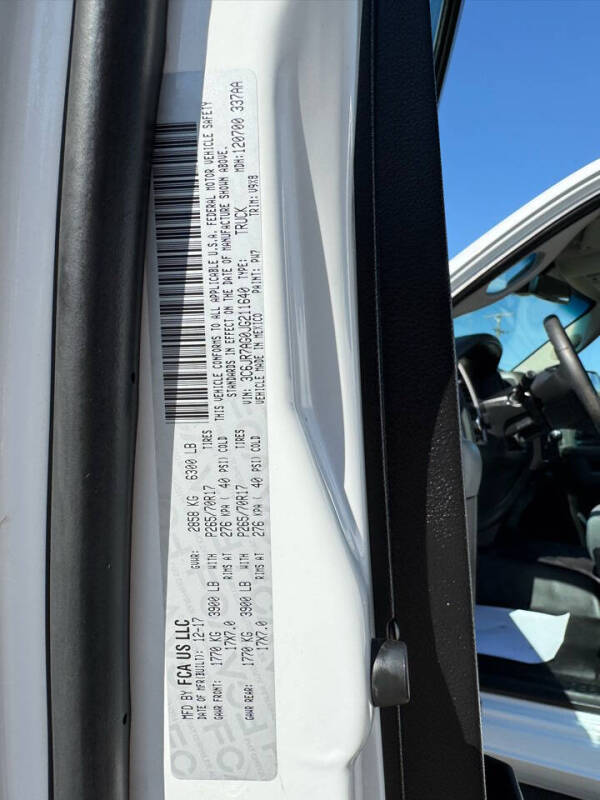 MFD BY FCA US LLC
DATE OF MFR(BUILT): 12-17 GVWR: 2858 KG 6300 LB
GAWR FRONT: 1770 KG 3900 LB WITH P265/70R17 TIRES
17X7.0 RIMS AT 276 KPA ( 40 PSI) COLD
GAWR REAR: 1770 KG 3900 LB WITH P265/70R17 TIRES
17X7.0 RIMS AT 276 KPA ( 40 PSI) COLD
THIS VEHICLE CONFORMS TO ALL APPLICABLE U.S.A. FEDERAL MOTOR VEHICLE SAFETY
STANDARDS IN EFFECT ON THE DATE OF MANUFACTURE SHOWN ABOVE.
VIN: 3C6JR7AG0JG211640 TYPE: TRUCK MDH: 120700 337AA
VEHICLE MADE IN MEXICO PAINT: PW7 TRIM: V9X8